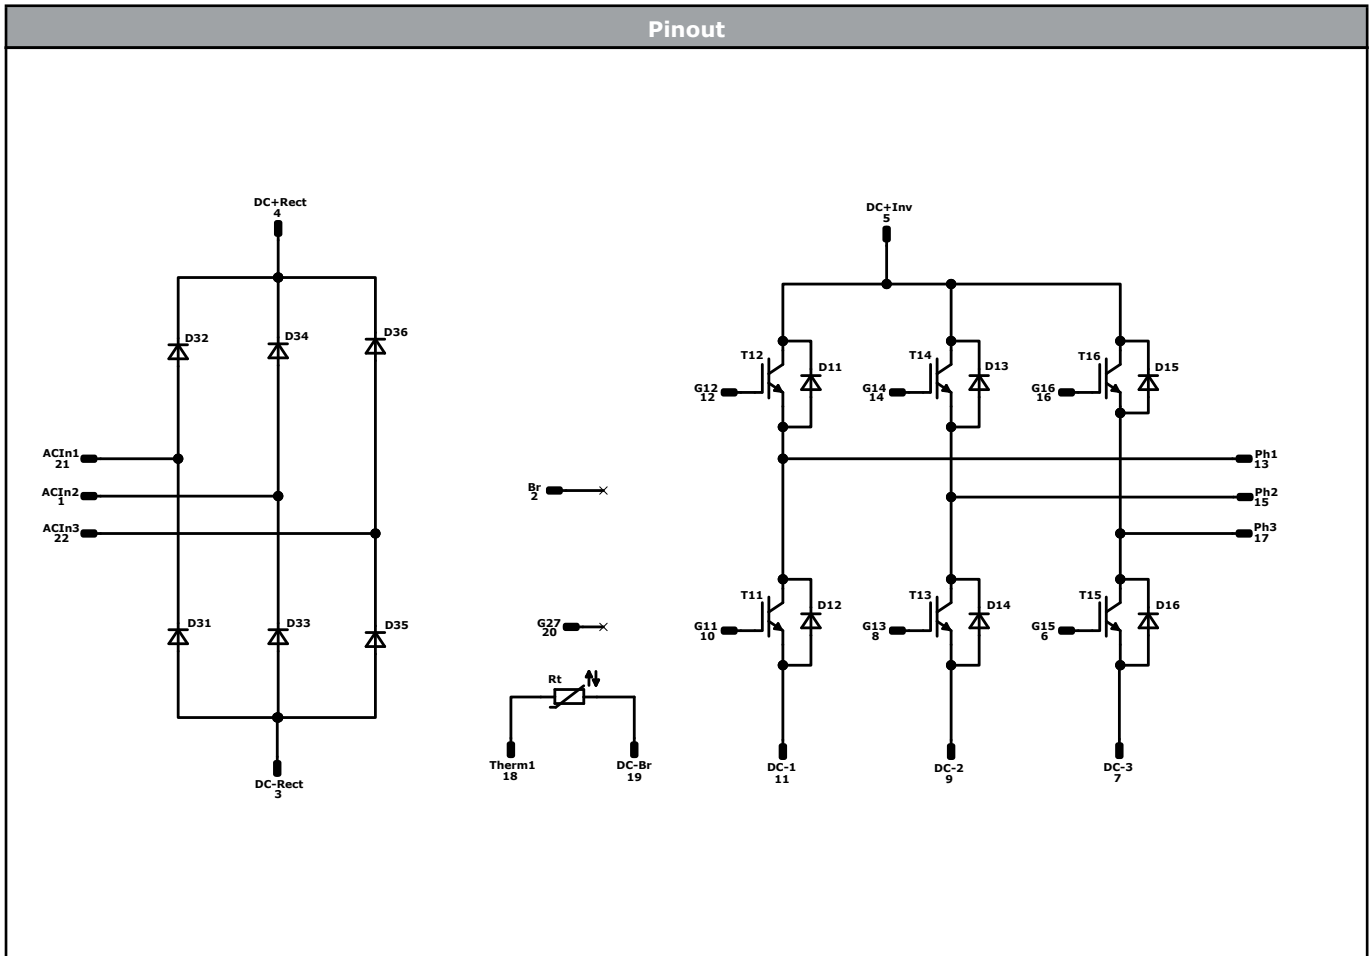 Pinout
DC+Rect
4
DC+Inv
5
D32
D34
D36
T12
D11
T14
D13
T16
D15
G12
12
G14
14
G16
16
ACIn1
21
ACIn2
1
ACIn3
22
Br
2
Ph1
13
Ph2
15
Ph3
17
D31
D33
D35
G27
20
T11
D12
T13
D14
T15
D16
G11
10
G13
8
G15
6
Rt
Therm1
18
DC-Br
19
DC-Rect
3
DC-1
11
DC-2
9
DC-3
7